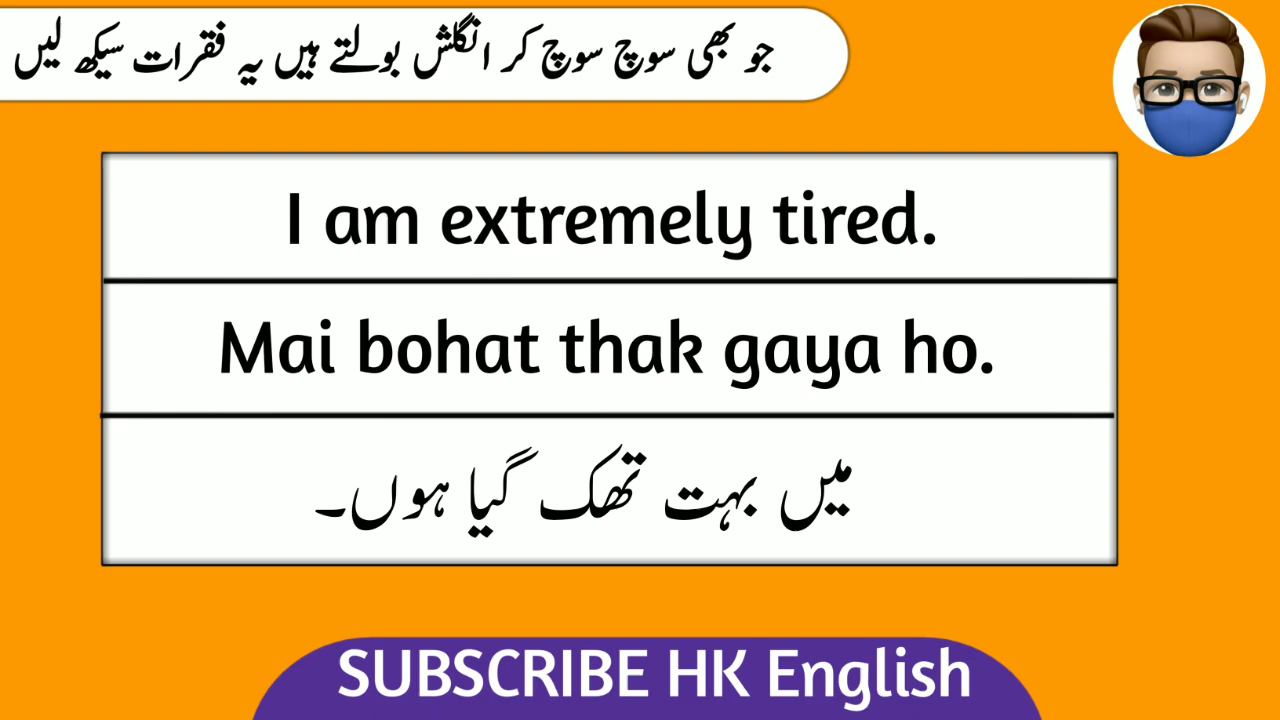 جو بھی سوچ سوچ کر انگلش بولتے ہیں یہ فقرات سیکھ لیں
I am extremely tired.
Mai bohat thak gaya ho.
میں بہت تھک گیا ہوں۔
SUBSCRIBE HK English